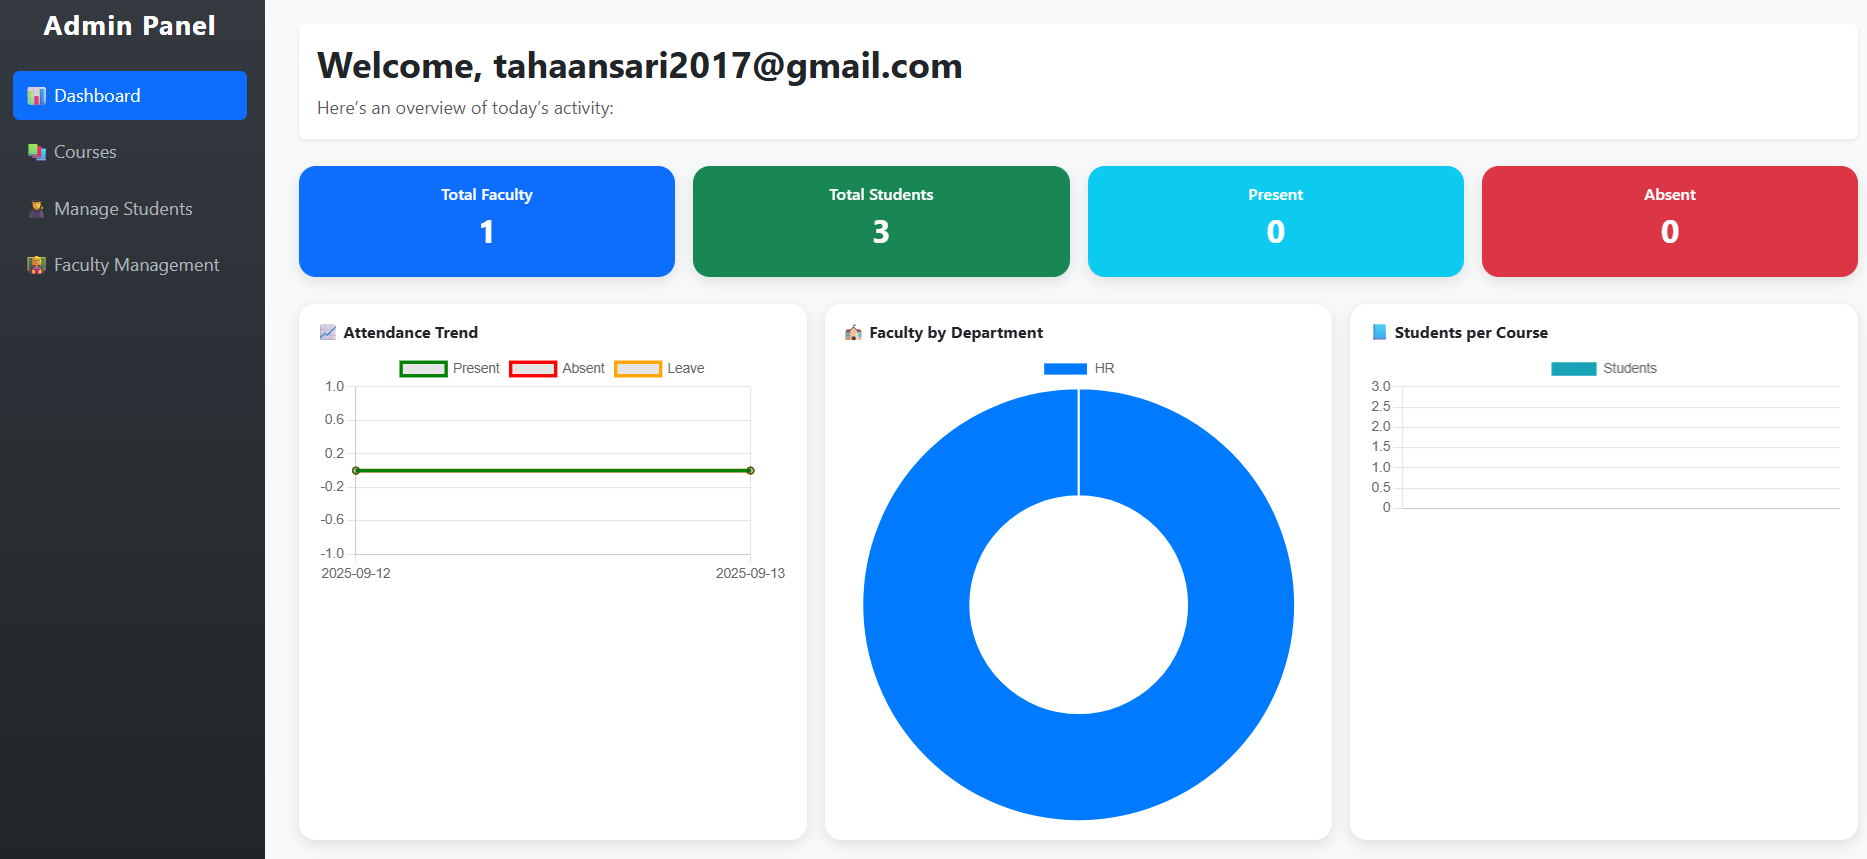 Admin Panel
Dashboard
Courses
Manage Students
Faculty Management
Welcome, tahaansari2017@gmail.com
Here’s an overview of today’s activity:
Total Faculty
1
Total Students
3
Present
0
Absent
0
Attendance Trend
Present Absent Leave
1.0
0.6
0.2
-0.2
-0.6
-1.0
2025-09-12 2025-09-13
Faculty by Department
HR
Students per Course
Students
3.0
2.5
2.0
1.5
1.0
0.5
0